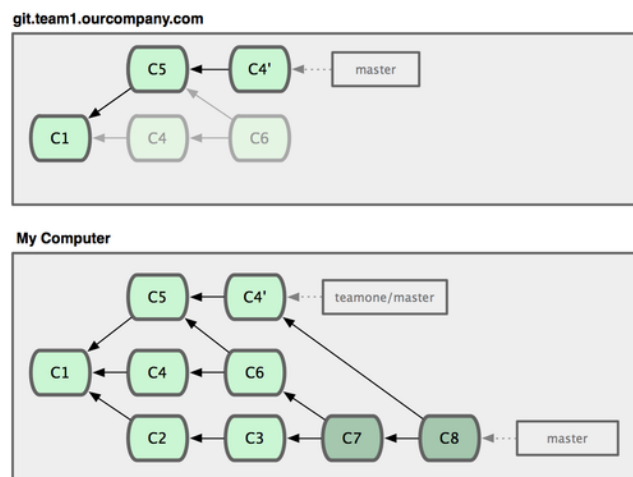 git.team1.ourcompany.com
C5 C4' master
C1 C4 C6
My Computer
C5 C4' teamone/master
C1 C4 C6
C2 C3 C7 C8 master